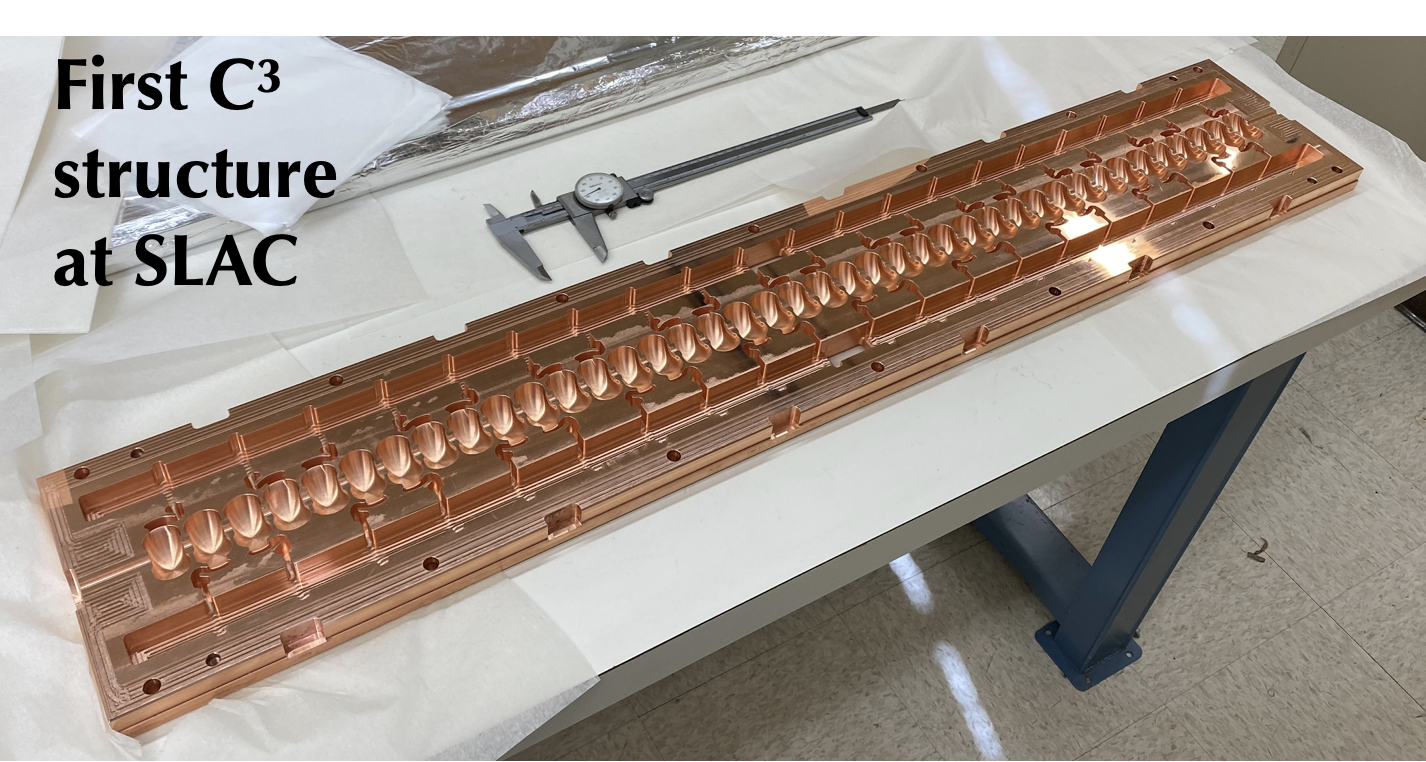 First C³
structure
at SLAC